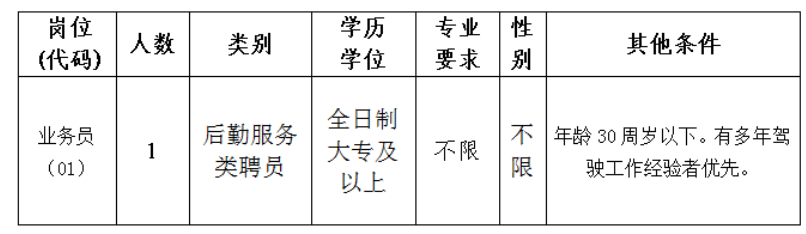 岗位
(代码)
人数
类别
学历
学位
专业
要求
性
别
其他条件
业务员
（01）
1
后勤服务
类聘员
全日制
大专及
以上
不限
不
限
年龄30周岁以下。有多年驾
驶工作经验者优先。